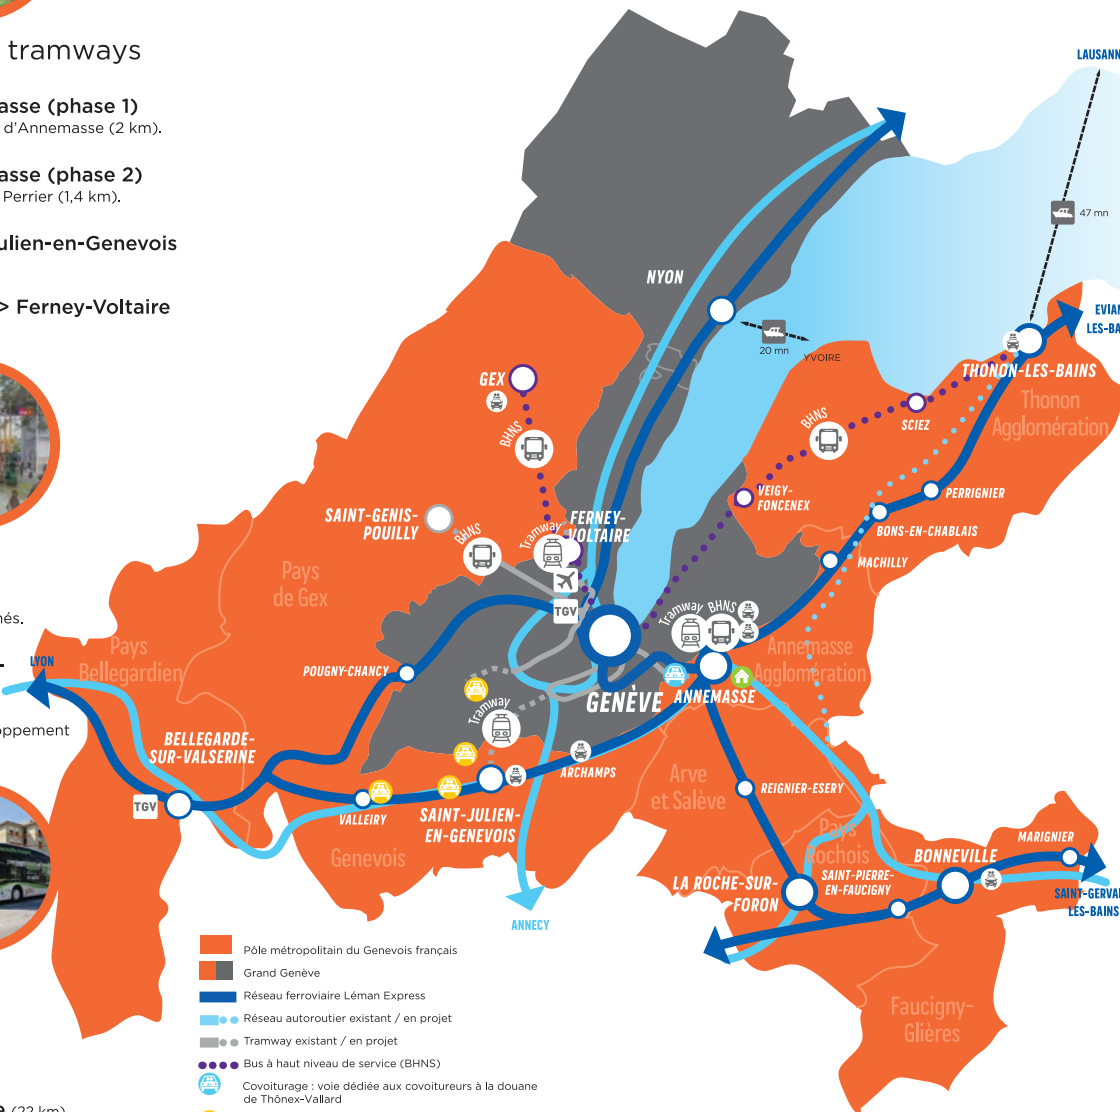 tramways
asse (phase 1)
d'Annemasse (2 km).
asse (phase 2)
Perrier (1,4 km).
ulien-en-Genevois
> Ferney-Voltaire
nés.
oppement
(22 km)
LAUSANN
47 mn
NYON
20 mn
YVOIRE
EVIAN
LES-BA
THONON-LES-BAINS
Thonon
Agglomération
GEX
BHNS
BHNS
SCIEZ
VEIGY-
FONCENEX
PERRIGNIER
BONS-EN-CHABLAIS
MACHILLY
SAINT-GENIS-
POUILLY
BHNS
Tramway
FERNEY-
VOLTAIRE
TGV
Pays
de Gex
Pays
Bellegardien
LYON
POUGNY-CHANCY
Tramway
BHNS
GENÈVE
ANNEMASSE
Annemasse
Agglomération
Tramway
BELLEGARDE-
SUR-VALSERINE
TGV
ARCHAMPS
VALLEIRY
SAINT-JULIEN-
EN-GENEVOIS
Genevois
Arve
et Salève
REIGNIER-ESERY
Pays
Rochois
LA ROCHE-SUR-
FORON
SAINT-PIERRE-
EN-FAUCIGNY
BONNEVILLE
MARIGNIER
SAINT-GERVAI
LES-BAINS
ANNECY
Faucigny-
Glières
Pôle métropolitain du Genevois français
Grand Genève
Réseau ferroviaire Léman Express
Réseau autoroutier existant / en projet
Tramway existant / en projet
Bus à haut niveau de service (BHNS)
Covoiturage : voie dédiée aux covoitureurs à la douane
de Thônex-Vallard